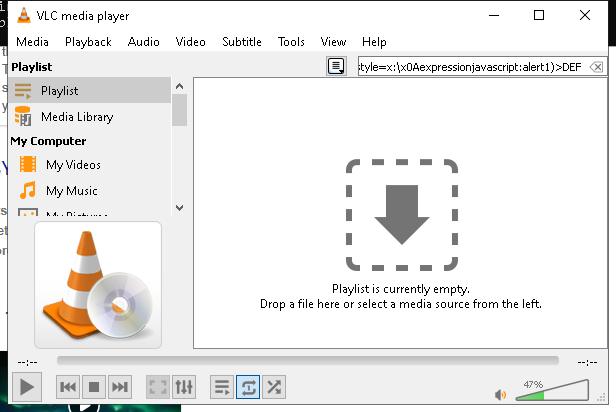 VLC media player
Media Playback Audio Video Subtitle Tools View Help
Playlist
style=x:\x0Aexpressionjavascript:alert1)>DEF
Playlist
Media Library
My Computer
My Videos
My Music
My Pictures
Playlist is currently empty.
Drop a file here or select a media source from the left.
--:-- --:--
47%